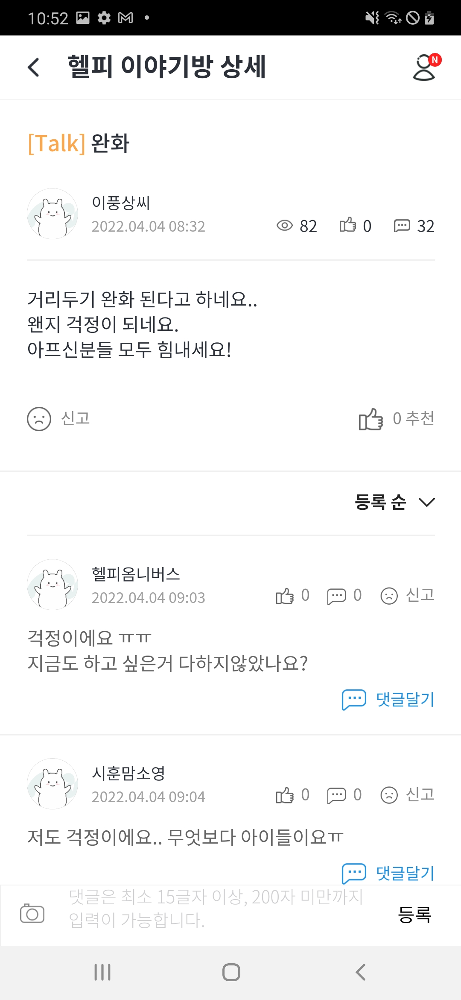 10:52
헬피 이야기방 상세
N
[Talk] 완화
이풍상씨
2022.04.04 08:32 82 0 32
거리두기 완화 된다고 하네요..
왠지 걱정이 되네요.
아프신분들 모두 힘내세요!
신고 0 추천
등록 순
헬피옴니버스
2022.04.04 09:03 0 0 신고
걱정이에요 ㅠㅠ
지금도 하고 싶은거 다하지않았나요?
댓글달기
시훈맘소영
2022.04.04 09:04 0 0 신고
저도 걱정이에요.. 무엇보다 아이들이요ㅠ
댓글달기
댓글은 최소 15글자 이상, 200자 미만까지
입력이 가능합니다.
등록